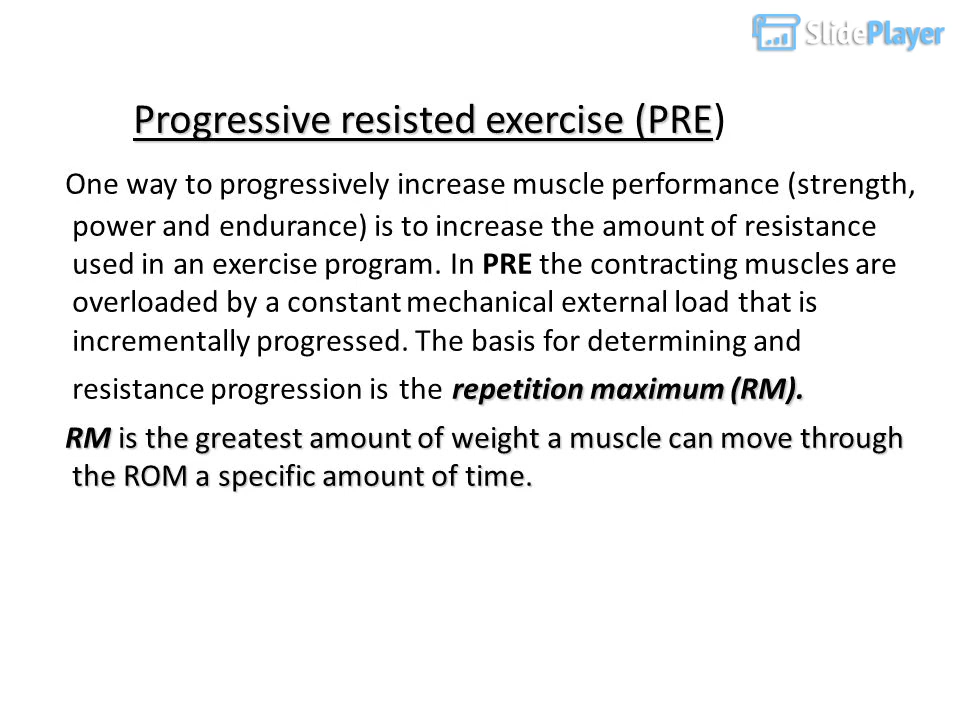 SlidePlayer
Progressive resisted exercise (PRE)
One way to progressively increase muscle performance (strength,
power and endurance) is to increase the amount of resistance
used in an exercise program. In PRE the contracting muscles are
overloaded by a constant mechanical external load that is
incrementally progressed. The basis for determining and
resistance progression is the repetition maximum (RM).
RM is the greatest amount of weight a muscle can move through
the ROM a specific amount of time.